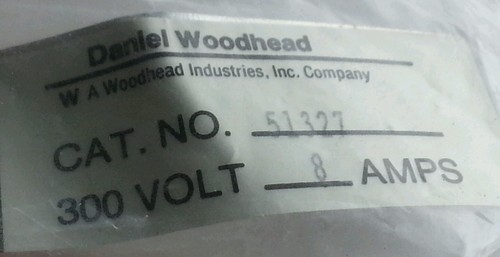 Daniel Woodhead
W A Woodhead Industries, Inc. Company
CAT. NO. 51327
300 VOLT 8 AMPS